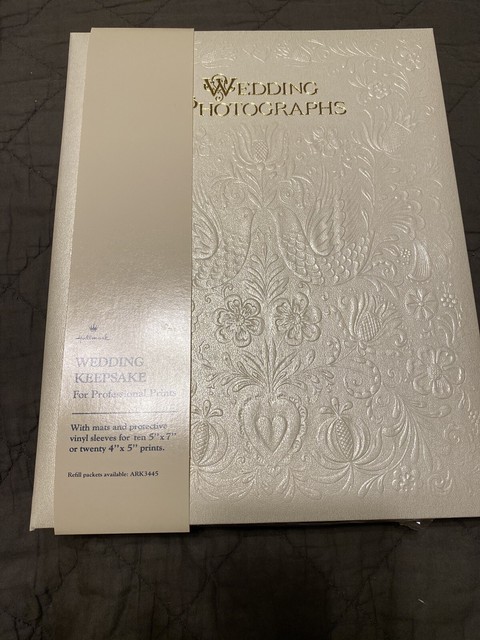 WEDDING
PHOTOGRAPHS
Hallmark
WEDDING
KEEPSAKE
For Professional Prints
With mats and protective
vinyl sleeves for ten 5"x 7"
or twenty 4"x 5" prints.
Refill packets available: ARK3445